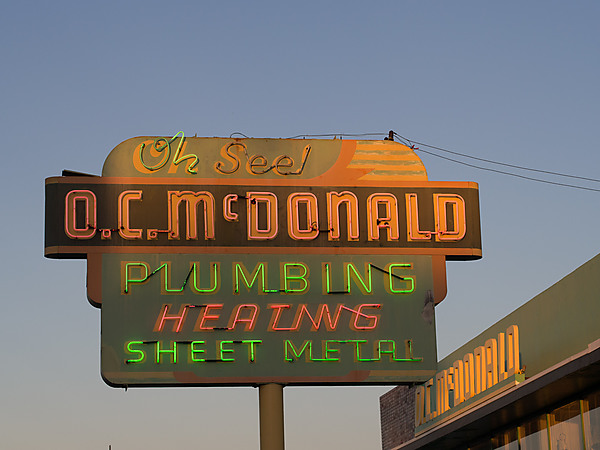 Oh See!
O.C. McDONALD
PLUMBING
HEATING
SHEET METAL
O.C. McDONALD